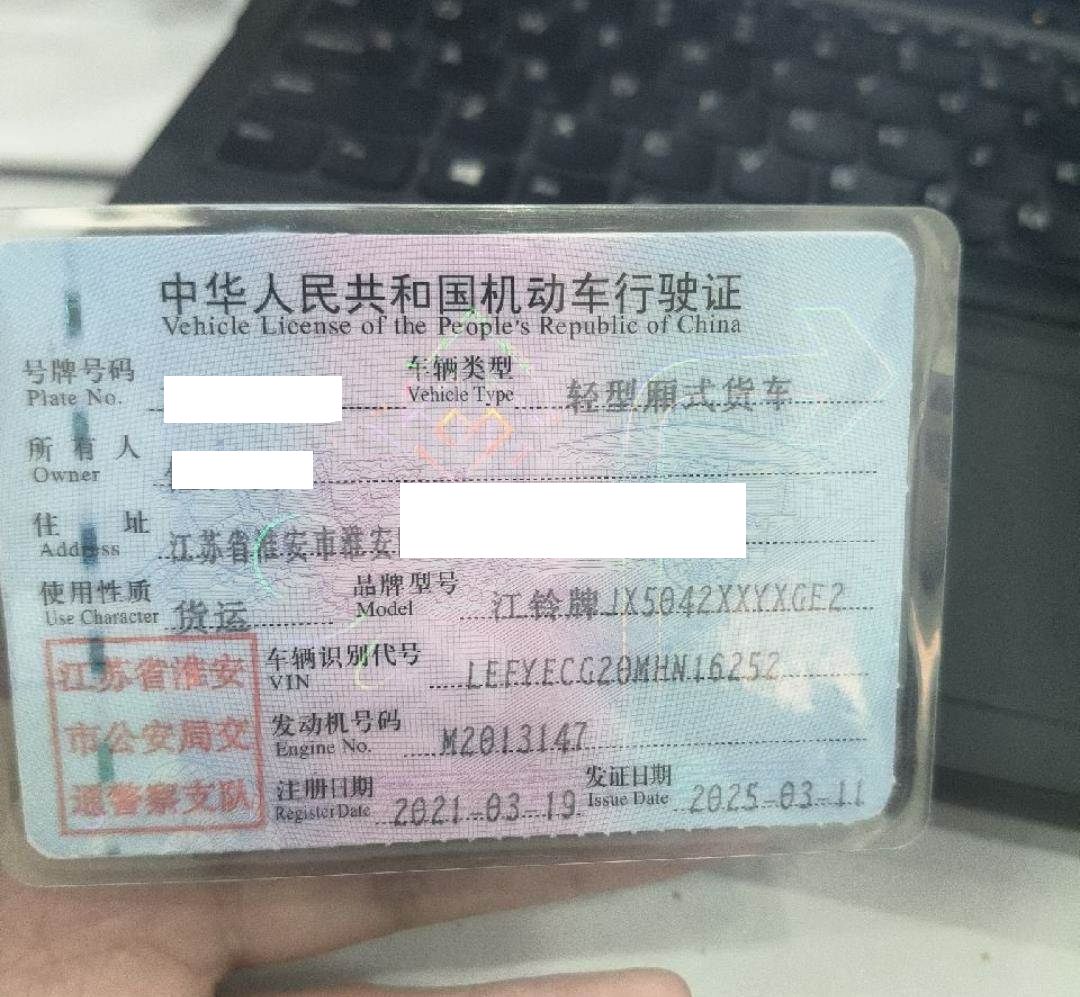 中华人民共和国机动车行驶证
Vehicle License of the People's Republic of China
号牌号码 车辆类型 轻型厢式货车
Plate No. Vehicle Type
所有人
Owner
住址 江苏省淮安市淮安
Address
使用性质 货运 品牌型号 江铃牌JX5042XXYXGE2
Use Character Model
江苏省淮安
市公安局交
通警察支队
车辆识别代号 LEFYECG20MHN16252
VIN
发动机号码 M2013147
Engine No.
注册日期 2021-03-19 发证日期 2025-03-11
Register Date Issue Date